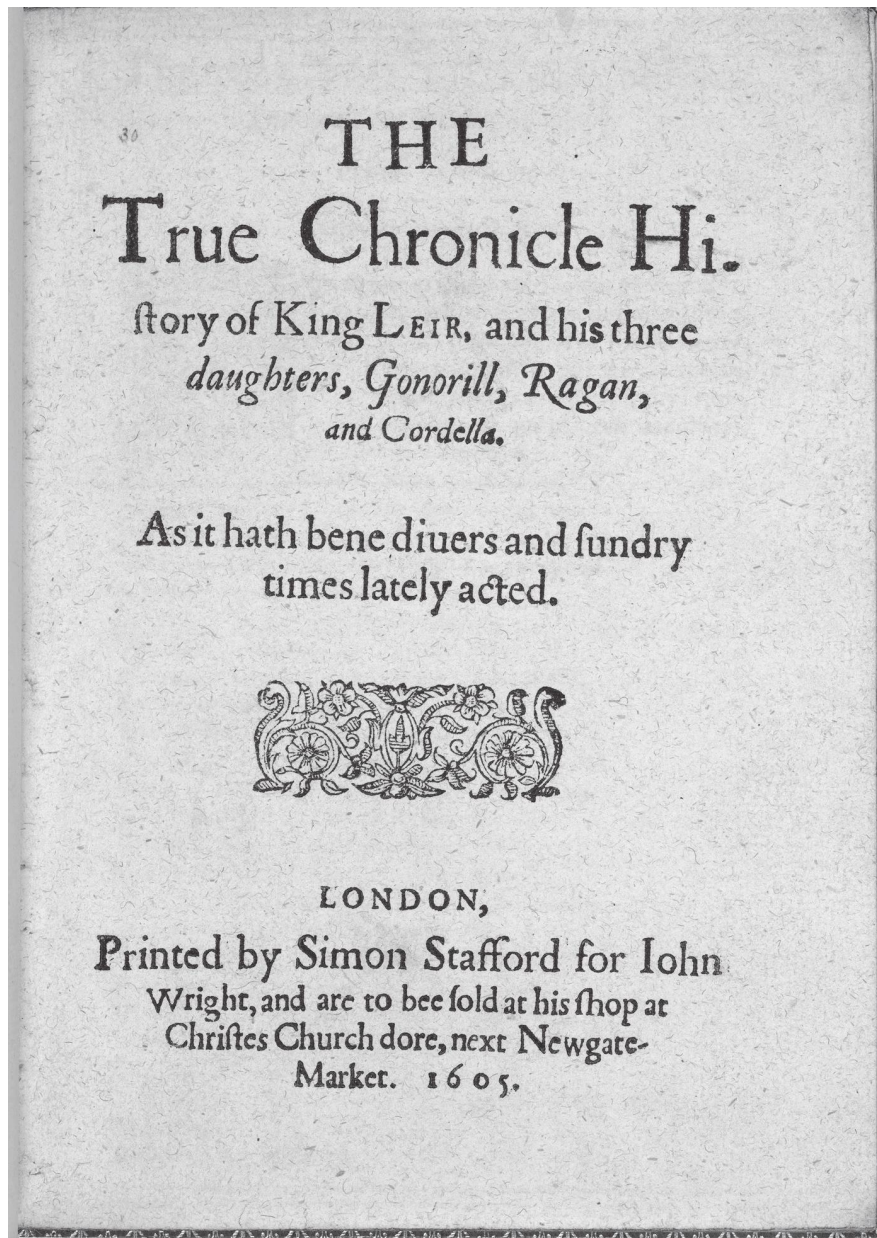 30
THE
True Chronicle Hi-
ſtory of King LEIR, and his three
daughters, Gonorill, Ragan,
and Cordella.
As it hath bene diuers and ſundry
times lately acted.
LONDON,
Printed by Simon Stafford for Iohn
Wright, and are to bee ſold at his ſhop at
Chriſtes Church dore, next Newgate-
Market. 1605.